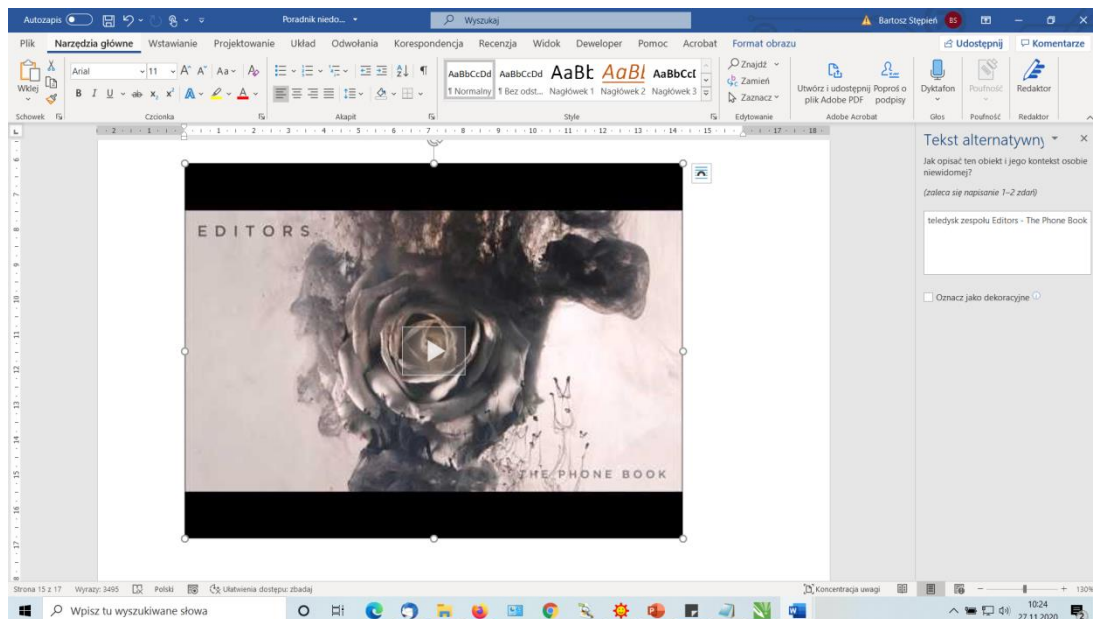 Autozapis
Poradnik niedo...
Wyszukaj
Bartosz Stępień
BS
Plik Narzędzia główne Wstawianie Projektowanie Układ Odwołania Korespondencja Recenzja Widok Deweloper Pomoc Acrobat Format obrazu
Udostępnij Komentarze
Wklej
Arial 11
AaBbCcDd AaBbCcDd AaBt AaBl AaBbCcI
¶ Normalny ¶ Bez odst... Nagłówek 1 Nagłówek 2 Nagłówek 3
Znajdź
Zamień
Zaznacz
Utwórz i udostępnij plik Adobe PDF
Poproś o podpisy
Dyktafon
Poufność
Redaktor
Schowek Czcionka Akapit Style Edytowanie Adobe Acrobat Głos Poufność Redaktor
Tekst alternatywny
Jak opisać ten obiekt i jego kontekst osobie
niewidomej?
(zaleca się napisanie 1–2 zdań)
teledysk zespołu Editors - The Phone Book
Oznacz jako dekoracyjne
EDITORS
THE PHONE BOOK
Strona 15 z 17 Wyrazy: 3495 Polski Ułatwienia dostępu: zbadaj
Koncentracja uwagi
130%
Wpisz tu wyszukiwane słowa
10:24
27.11.2020